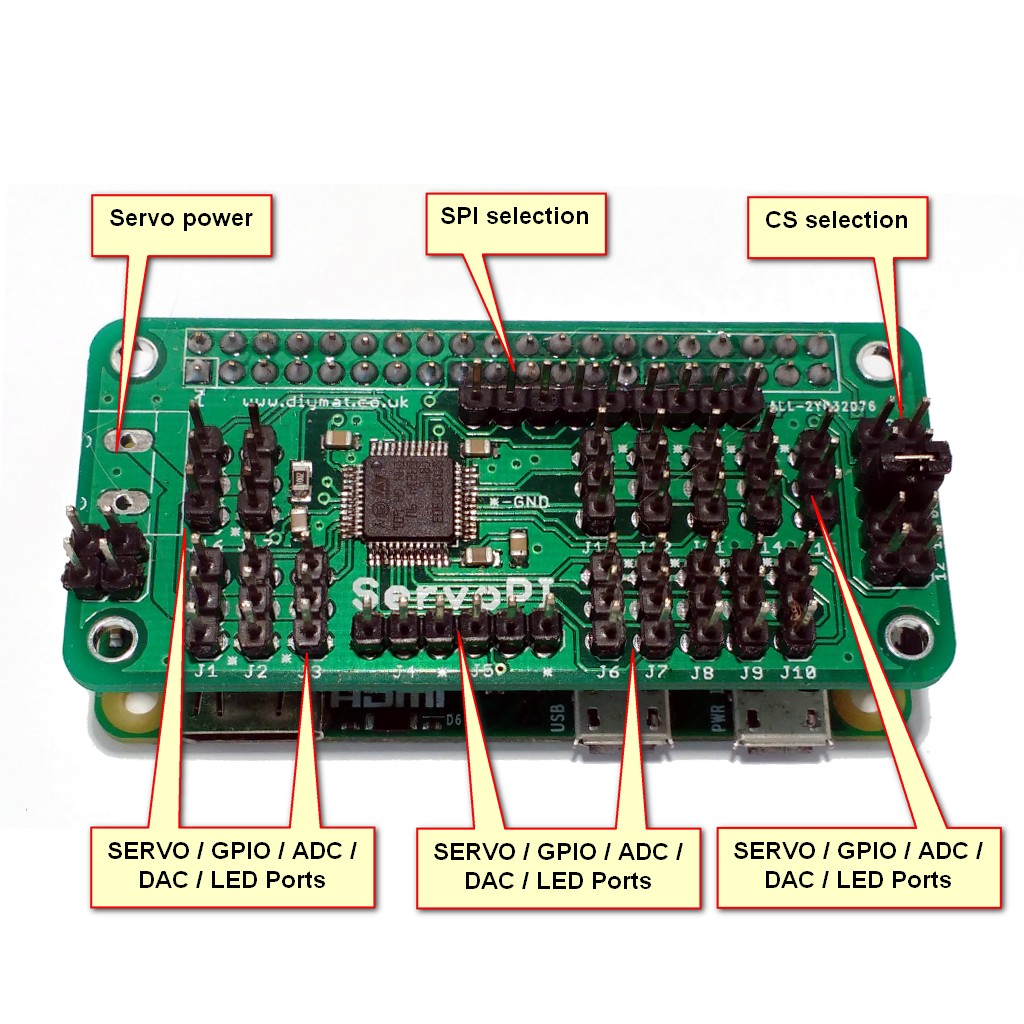 Servo power
SPI selection
CS selection
www.diymat.co.uk
*-GND
ServoPI
J1 * J2 * J3 J4 * J5 * J6 * J7 J8 * J9 J10
HDMI
D6
USB
PWR
SERVO / GPIO / ADC /
DAC / LED Ports
SERVO / GPIO / ADC /
DAC / LED Ports
SERVO / GPIO / ADC /
DAC / LED Ports